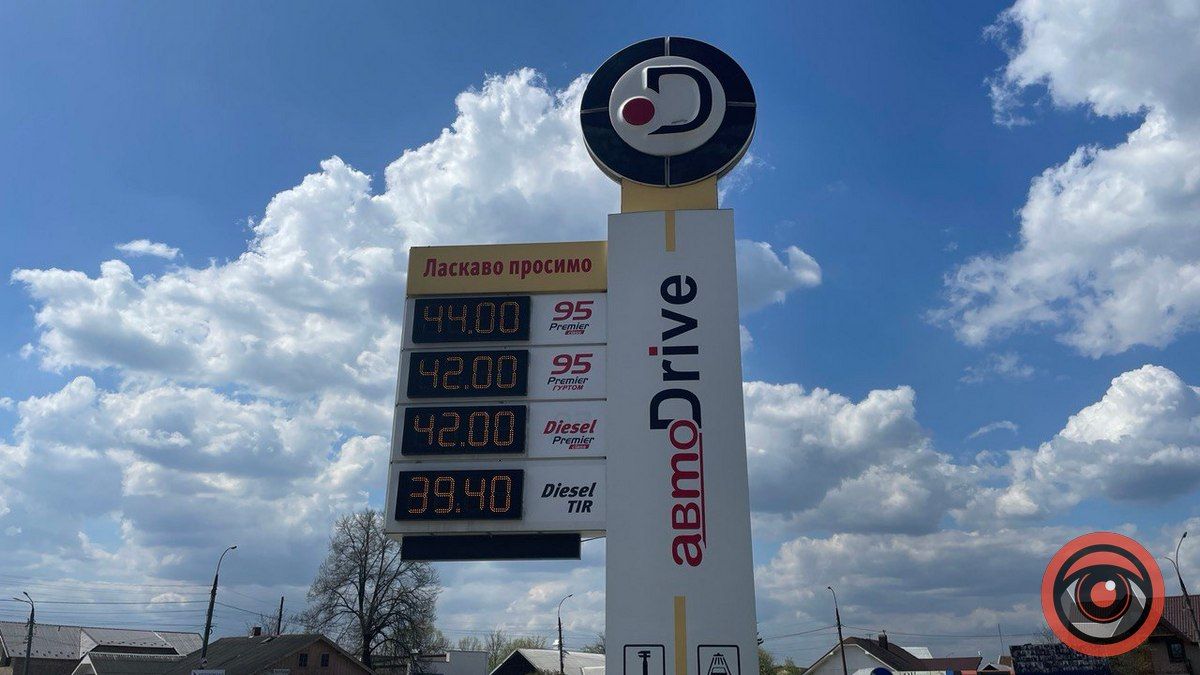 D
Ласкаво просимо
44.00
95
Premier
42.00
95
Premier
ГУРТОМ
42.00
Diesel
Premier
39.40
Diesel
TIR
автоDrive